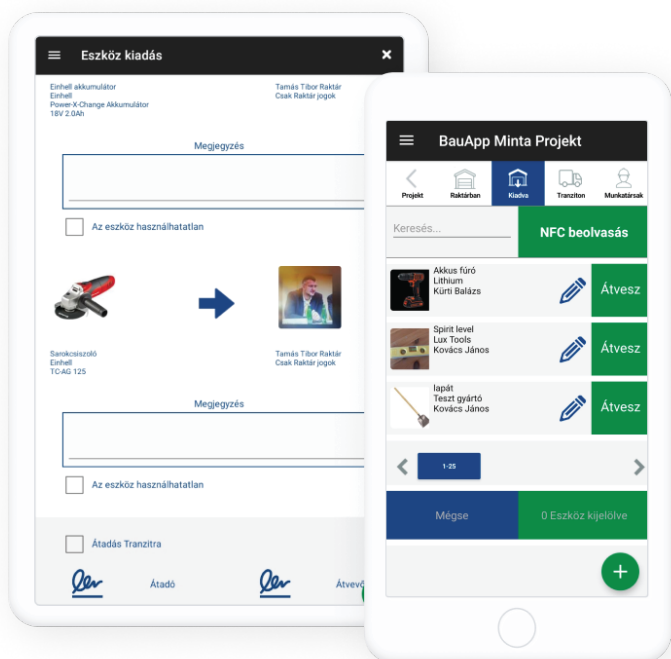 Eszköz kiadás
Einhell akkumulátor
Einhell
Power-X-Change Akkumulátor
18V 2.0Ah
Tamás Tibor Raktár
Csak Raktár jogok
Megjegyzés
Az eszköz használhatatlan
Sarokcsiszoló
Einhell
TC-AG 125
Tamás Tibor Raktár
Csak Raktár jogok
Megjegyzés
Az eszköz használhatatlan
Átadás Tranzitra
Átadó
BauApp Minta Projekt
Projekt
Raktárban
Kiadva
Tranziton
Munkatársak
Keresés...
NFC beolvasás
Akkus fúró
Lithium
Kürti Balázs
Átvesz
Spirit level
Lux Tools
Kovács János
Átvesz
lapát
Teszt gyártó
Kovács János
Átvesz
1-25
Mégse
0 Eszköz kijelölve